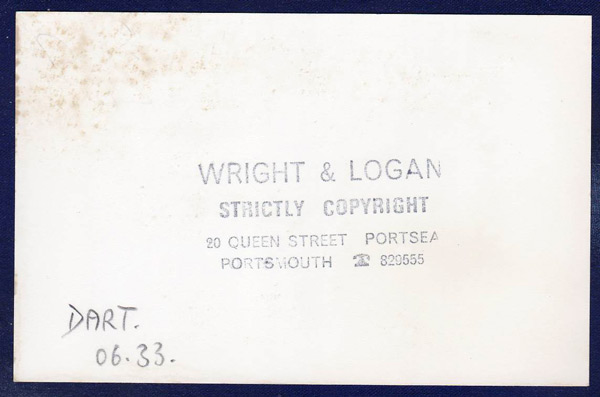 WRIGHT & LOGAN
STRICTLY COPYRIGHT
20 QUEEN STREET PORTSEA
PORTSMOUTH ☎ 829555
DART.
06.33.